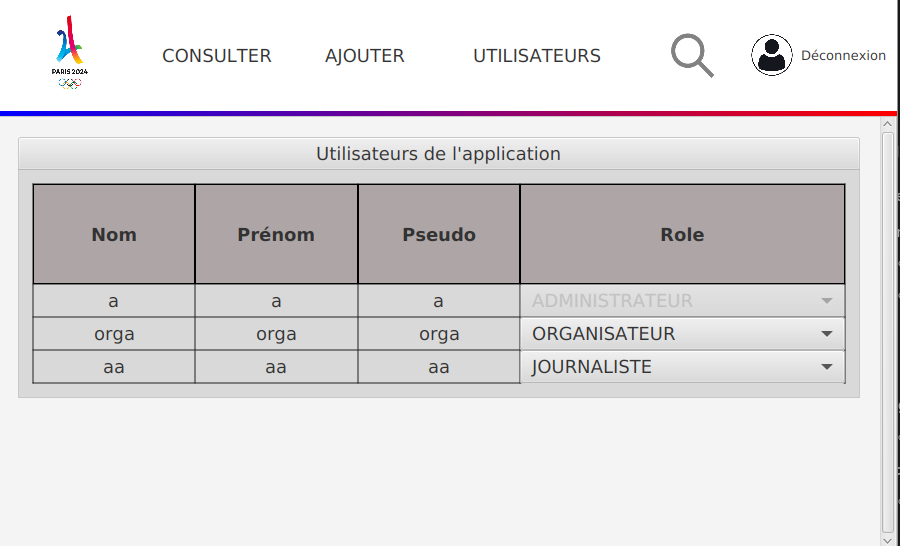 PARIS 2024
CONSULTER AJOUTER UTILISATEURS Déconnexion
Utilisateurs de l'application
Nom Prénom Pseudo Role
a a a ADMINISTRATEUR
orga orga orga ORGANISATEUR
aa aa aa JOURNALISTE